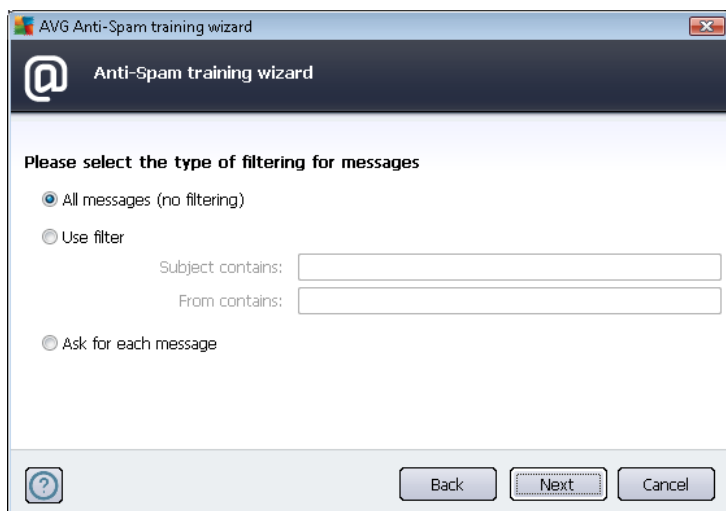 AVG Anti-Spam training wizard
Anti-Spam training wizard
Please select the type of filtering for messages
All messages (no filtering)
Use filter
Subject contains:
From contains:
Ask for each message
?
Back
Next
Cancel